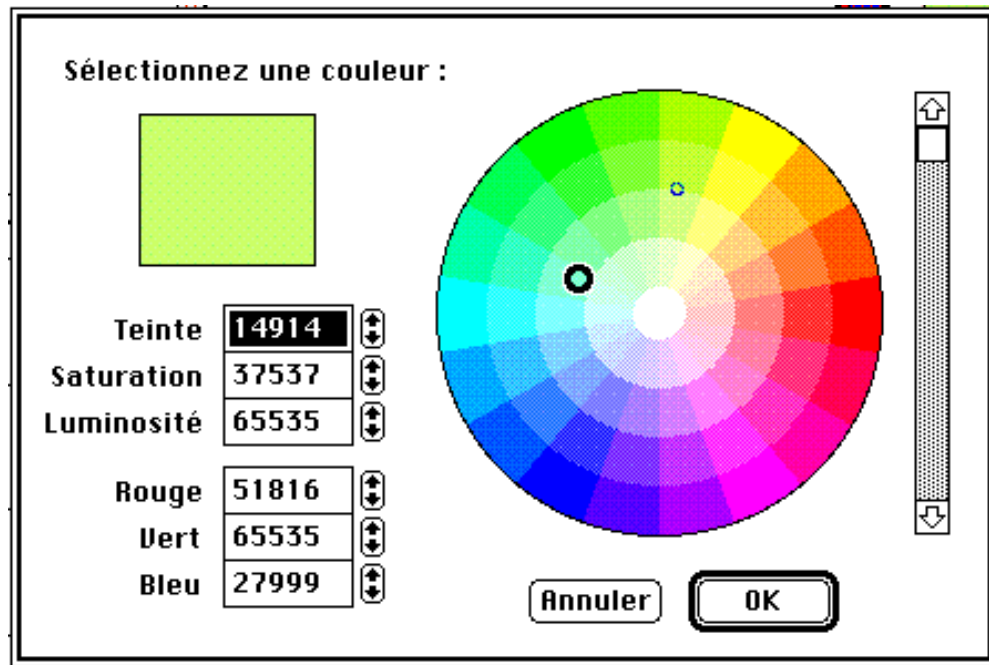 Sélectionnez une couleur :
Teinte 14914
Saturation 37537
Luminosité 65535
Rouge 51816
Vert 65535
Bleu 27999
Annuler OK